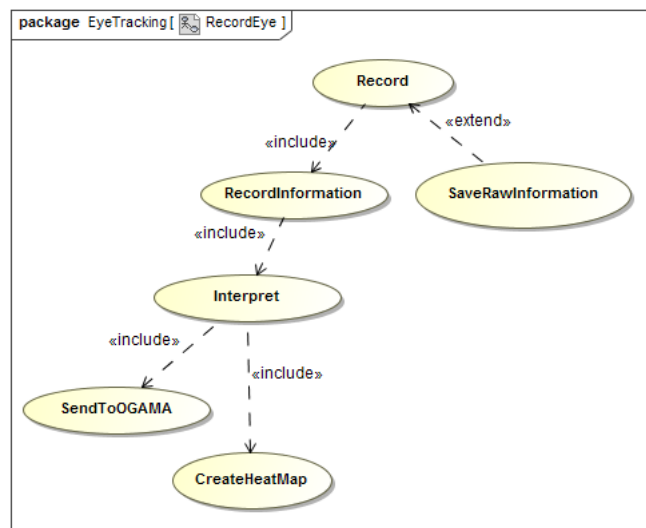 package EyeTracking [ RecordEye ]
Record
«extend»
«include»
RecordInformation
SaveRawInformation
«include»
Interpret
«include»
«include»
SendToOGAMA
CreateHeatMap